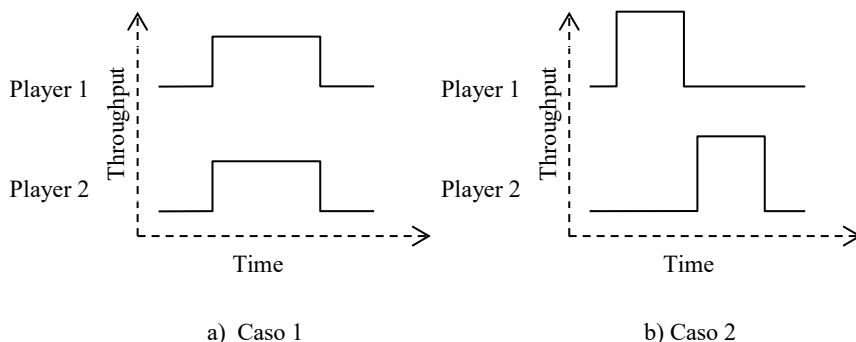 Player 1
Player 2
Throughput
Time
a) Caso 1
Player 1
Player 2
Throughput
Time
b) Caso 2